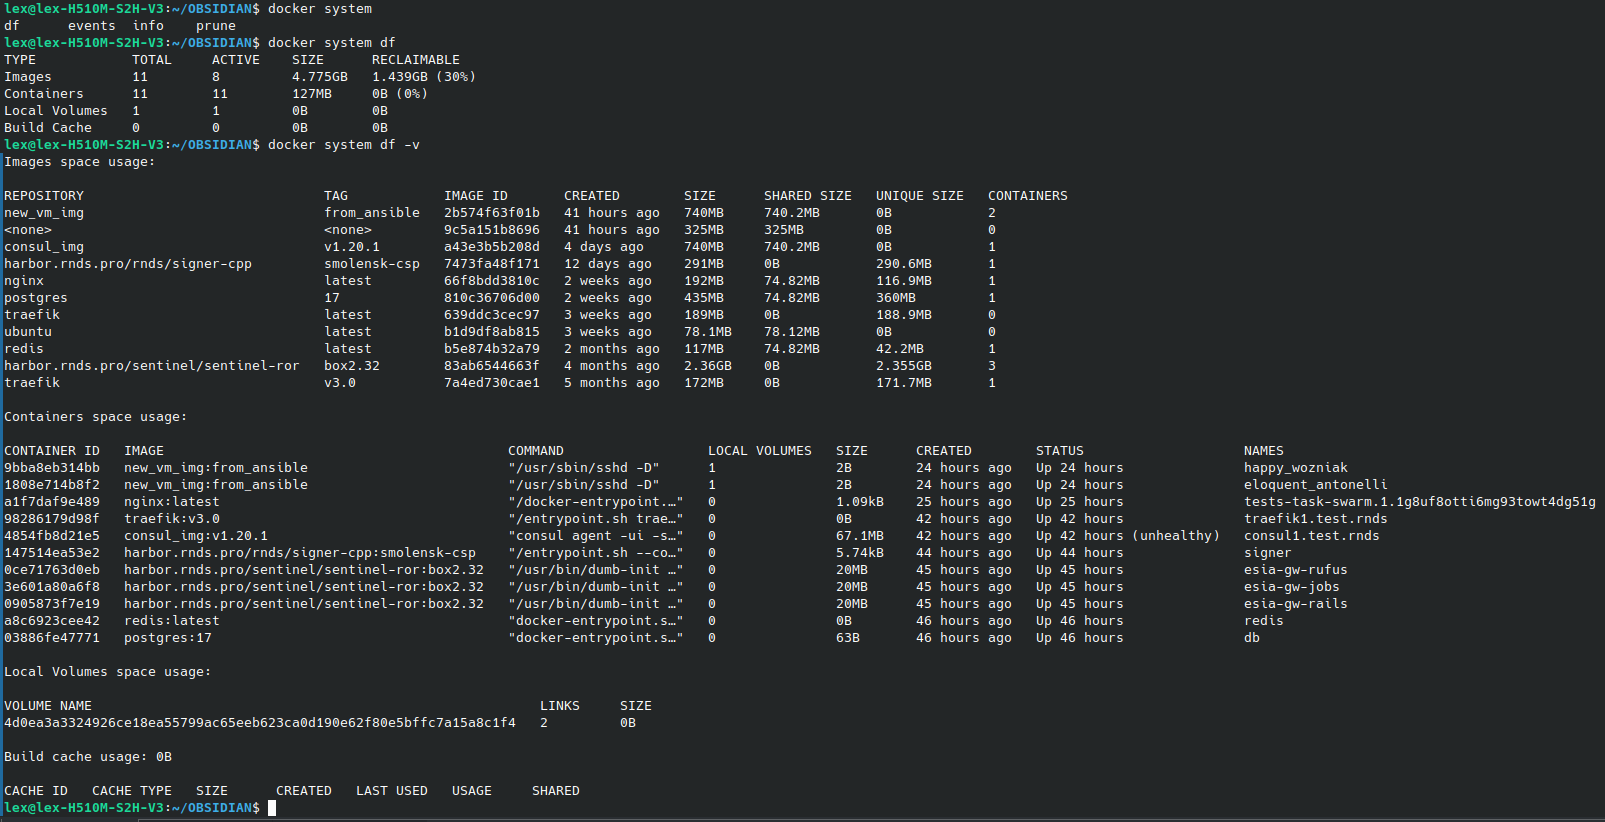 lex@lex-H510M-S2H-V3:~/OBSIDIAN$ docker system
df      events  info    prune
lex@lex-H510M-S2H-V3:~/OBSIDIAN$ docker system df
TYPE            TOTAL     ACTIVE    SIZE      RECLAIMABLE
Images          11        8         4.775GB   1.439GB (30%)
Containers      11        11        127MB     0B (0%)
Local Volumes   1         1         0B        0B
Build Cache     0         0         0B        0B
lex@lex-H510M-S2H-V3:~/OBSIDIAN$ docker system df -v
Images space usage:
REPOSITORY                              TAG            IMAGE ID       CREATED        SIZE      SHARED SIZE   UNIQUE SIZE   CONTAINERS
new_vm_img                              from_ansible   2b574f63f01b   41 hours ago   740MB     740.2MB       0B            2
<none>                                  <none>         9c5a151b8696   41 hours ago   325MB     325MB         0B            0
consul_img                              v1.20.1        a43e3b5b208d   4 days ago     740MB     740.2MB       0B            1
harbor.rnds.pro/rnds/signer-cpp         smolensk-csp   7473fa48f171   12 days ago    291MB     0B            290.6MB       1
nginx                                   latest         66f8bdd3810c   2 weeks ago    192MB     74.82MB       116.9MB       1
postgres                                17             810c36706d00   2 weeks ago    435MB     74.82MB       360MB         1
traefik                                 latest         639ddc3cec97   3 weeks ago    189MB     0B            188.9MB       0
ubuntu                                  latest         b1d9df8ab815   3 weeks ago    78.1MB    78.12MB       0B            0
redis                                   latest         b5e874b32a79   2 months ago   117MB     74.82MB       42.2MB        1
harbor.rnds.pro/sentinel/sentinel-ror   box2.32        83ab6544663f   4 months ago   2.36GB    0B            2.355GB       3
traefik                                 v3.0           7a4ed730cae1   5 months ago   172MB     0B            171.7MB       1
Containers space usage:
CONTAINER ID   IMAGE                                           COMMAND                  LOCAL VOLUMES   SIZE      CREATED        STATUS                    NAMES
9bba8eb314bb   new_vm_img:from_ansible                         "/usr/sbin/sshd -D"      1               2B        24 hours ago   Up 24 hours               happy_wozniak
1808e714b8f2   new_vm_img:from_ansible                         "/usr/sbin/sshd -D"      1               2B        24 hours ago   Up 24 hours               eloquent_antonelli
a1f7daf9e489   nginx:latest                                    "/docker-entrypoint.…"   0               1.09kB    25 hours ago   Up 25 hours               tests-task-swarm.1.1g8uf8otti6mg93towt4dg51g
98286179d98f   traefik:v3.0                                    "/entrypoint.sh trae…"   0               0B        42 hours ago   Up 42 hours               traefik1.test.rnds
4854fb8d21e5   consul_img:v1.20.1                              "consul agent -ui -s…"   0               67.1MB    42 hours ago   Up 42 hours (unhealthy)   consul1.test.rnds
147514ea53e2   harbor.rnds.pro/rnds/signer-cpp:smolensk-csp    "/entrypoint.sh --co…"   0               5.74kB    44 hours ago   Up 44 hours               signer
0ce71763d0eb   harbor.rnds.pro/sentinel/sentinel-ror:box2.32   "/usr/bin/dumb-init …"   0               20MB      45 hours ago   Up 45 hours               esia-gw-rufus
3e601a80a6f8   harbor.rnds.pro/sentinel/sentinel-ror:box2.32   "/usr/bin/dumb-init …"   0               20MB      45 hours ago   Up 45 hours               esia-gw-jobs
0905873f7e19   harbor.rnds.pro/sentinel/sentinel-ror:box2.32   "/usr/bin/dumb-init …"   0               20MB      45 hours ago   Up 45 hours               esia-gw-rails
a8c6923cee42   redis:latest                                    "docker-entrypoint.s…"   0               0B        46 hours ago   Up 46 hours               redis
03886fe47771   postgres:17                                     "docker-entrypoint.s…"   0               63B       46 hours ago   Up 46 hours               db
Local Volumes space usage:
VOLUME NAME                                                        LINKS     SIZE
4d0ea3a3324926ce18ea55799ac65eeb623ca0d190e62f80e5bffc7a15a8c1f4   2         0B
Build cache usage: 0B
CACHE ID   CACHE TYPE   SIZE      CREATED   LAST USED   USAGE     SHARED
lex@lex-H510M-S2H-V3:~/OBSIDIAN$